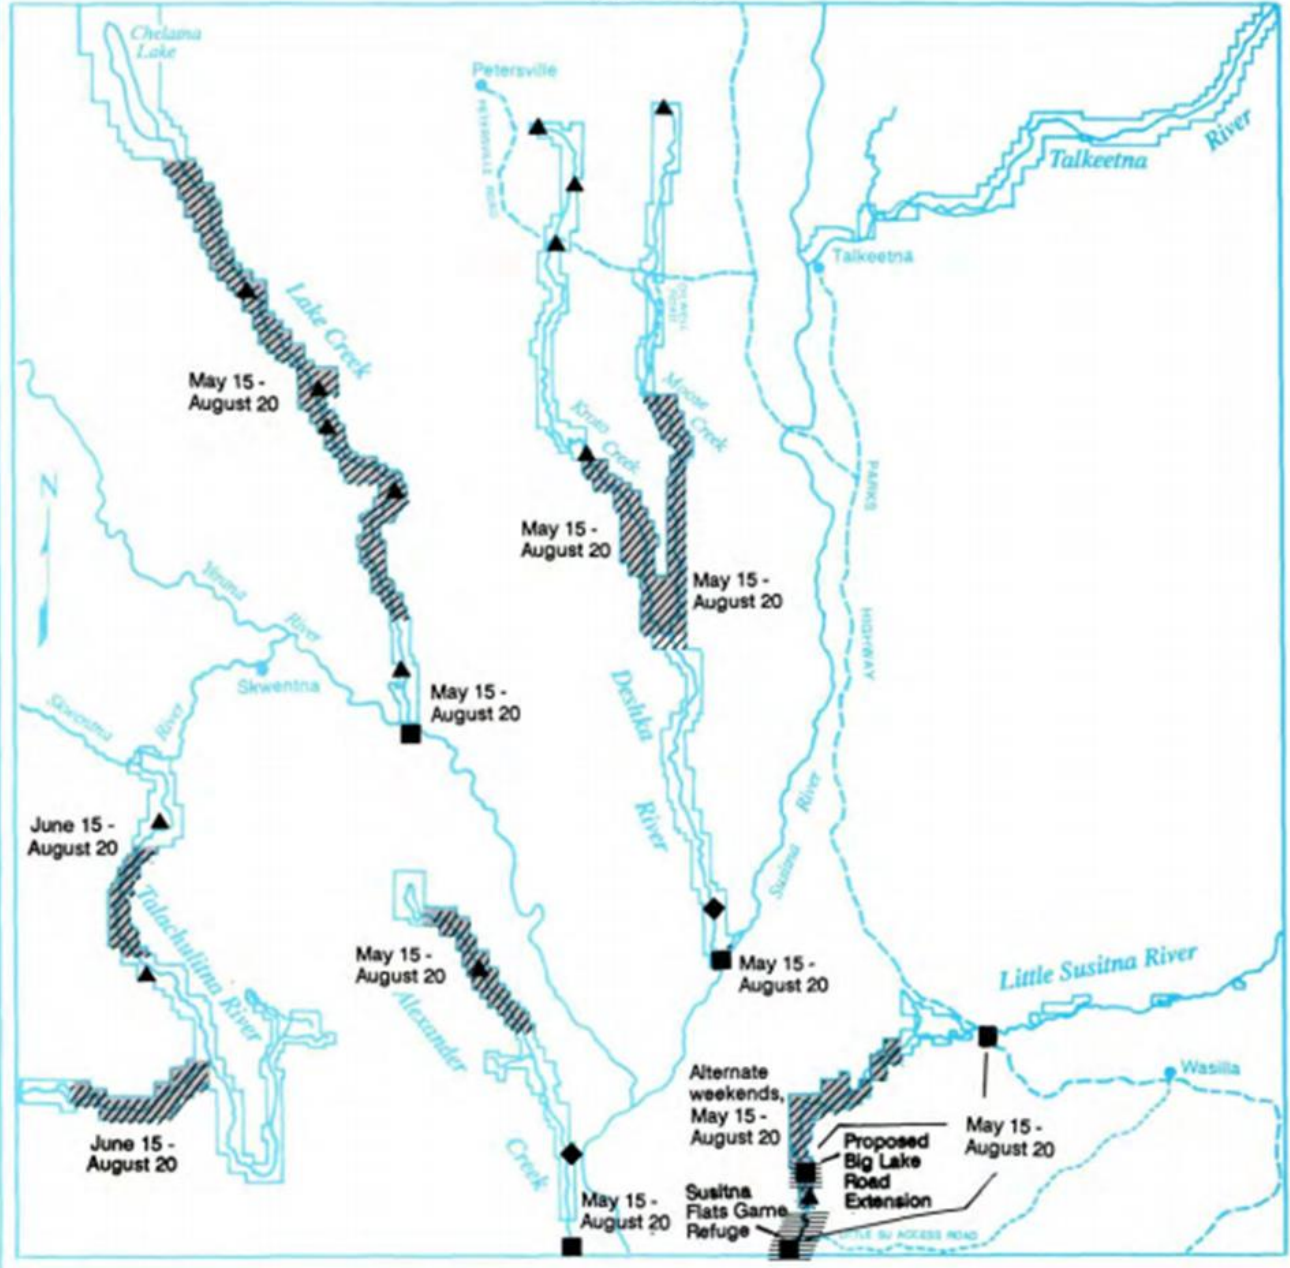 Chelatna
Lake
Petersville
PETERSVILLE ROAD
River
Talkeetna
Talkeetna
Lake Creek
May 15 -
August 20
Moose
Creek
Kroto
Creek
N
PARKS
HIGHWAY
May 15 -
August 20
May 15 -
August 20
Yentna
River
Skwentna
Skwentna
River
May 15 -
August 20
Deshka
River
Susitna
River
June 15 -
August 20
Talachulitna River
May 15 -
August 20
May 15 -
August 20
Alexander
Creek
Little Susitna River
Wasilla
Alternate
weekends,
May 15 -
August 20
May 15 -
August 20
Proposed
Big Lake
Road
Extension
June 15 -
August 20
May 15 -
August 20
Susitna
Flats Game
Refuge
LITTLE SU ACCESS ROAD